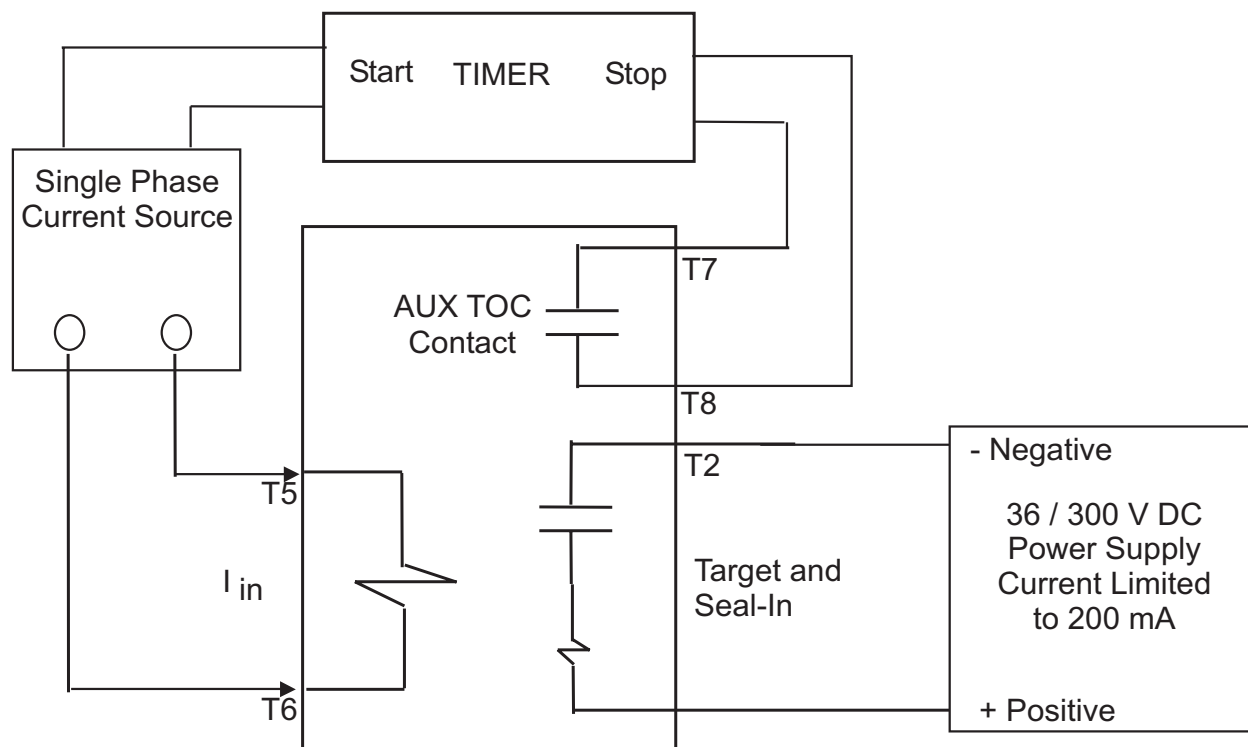 Start TIMER Stop
Single Phase
Current Source
T7
AUX TOC
Contact
T8
- Negative
T2
T5
36 / 300 V DC
Power Supply
Current Limited
to 200 mA
I in
Target and
Seal-In
T6
+ Positive